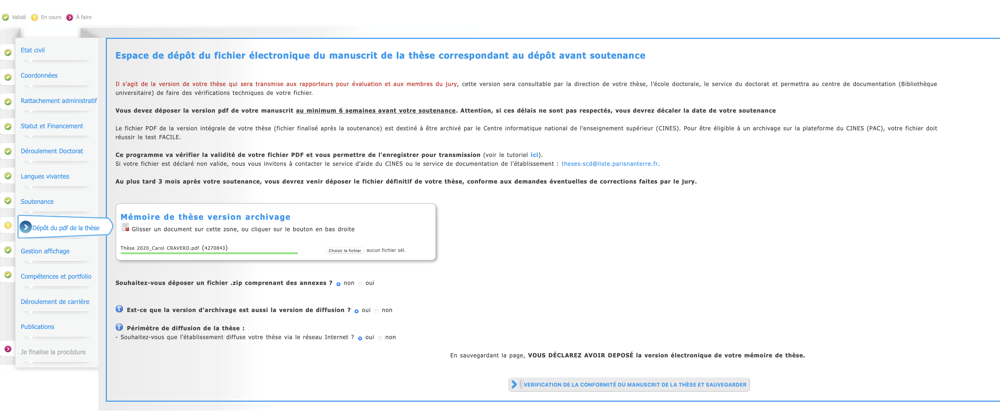 Validé En cours À faire
Etat civil
Coordonnées
Rattachement administratif
Statut et Financement
Déroulement Doctorat
Langues vivantes
Soutenance
Dépôt du pdf de la thèse
Gestion affichage
Compétences et portfolio
Déroulement de carrière
Publications
Je finalise la procédure
Espace de dépôt du fichier électronique du manuscrit de la thèse correspondant au dépôt avant soutenance
Il s'agit de la version de votre thèse qui sera transmise aux rapporteurs pour évaluation et aux membres du jury, cette version sera consultable par la direction de votre thèse, l'école doctorale, le service du doctorat et permettra au centre de documentation (Bibliothèque
universitaire) de faire des vérifications techniques de votre fichier.
Vous devez déposer la version pdf de votre manuscrit au minimum 6 semaines avant votre soutenance. Attention, si ces délais ne sont pas respectés, vous devrez décaler la date de votre soutenance
Le fichier PDF de la version intégrale de votre thèse (fichier finalisé après la soutenance) est destiné à être archivé par le Centre informatique national de l'enseignement supérieur (CINES). Pour être éligible à un archivage sur la plateforme du CINES (PAC), votre fichier doit
réussir le test FACILE.
Ce programme va vérifier la validité de votre fichier PDF et vous permettre de l'enregistrer pour transmission (voir le tutoriel ici).
Si votre fichier est déclaré non valide, nous vous invitons à contacter le service d'aide du CINES ou le service de documentation de l'établissement : theses-scd@liste.parisnanterre.fr.
Au plus tard 3 mois après votre soutenance, vous devrez venir déposer le fichier définitif de votre thèse, conforme aux demandes éventuelles de corrections faites par le jury.
Mémoire de thèse version archivage
Glisser un document sur cette zone, ou cliquer sur le bouton en bas droite
Thèse 2020_Carol CRAVERO.pdf (4270843) Choisir le fichier aucun fichier sél.
Souhaitez-vous déposer un fichier .zip comprenant des annexes ? non oui
Est-ce que la version d'archivage est aussi la version de diffusion ? oui non
Périmètre de diffusion de la thèse :
- Souhaitez-vous que l'établissement diffuse votre thèse via le réseau Internet ? oui non
En sauvegardant la page, VOUS DÉCLAREZ AVOIR DEPOSÉ la version électronique de votre mémoire de thèse.
VERIFICATION DE LA CONFORMITÉ DU MANUSCRIT DE LA THÈSE ET SAUVEGARDER